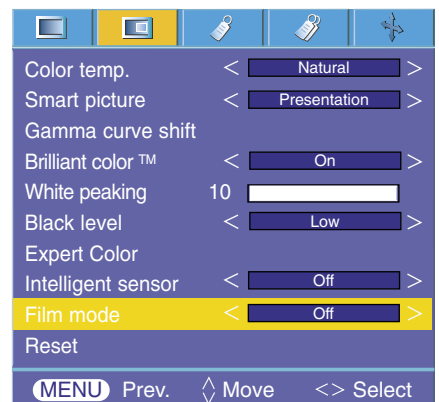 Color temp. < Natural >
Smart picture < Presentation >
Gamma curve shift
Brilliant color ™ < On >
White peaking 10
Black level < Low >
Expert Color
Intelligent sensor < Off >
Film mode < Off >
Reset
MENU Prev. Move <> Select